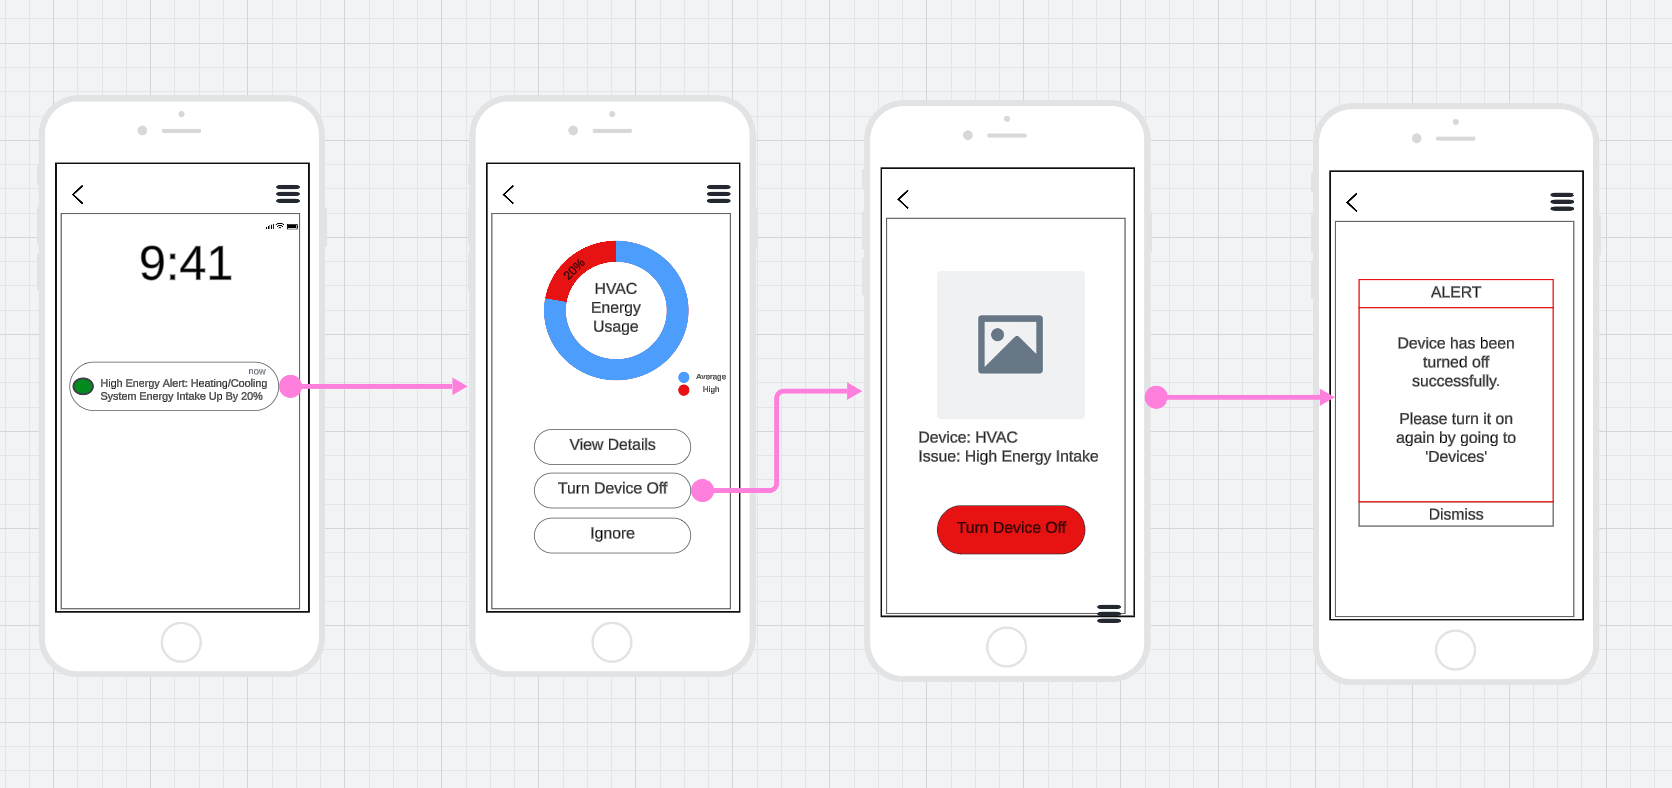 9:41
now
High Energy Alert: Heating/Cooling
System Energy Intake Up By 20%
20%
HVAC
Energy
Usage
Average
High
View Details
Turn Device Off
Ignore
Device: HVAC
Issue: High Energy Intake
Turn Device Off
ALERT
Device has been
turned off
successfully.
Please turn it on
again by going to
'Devices'
Dismiss